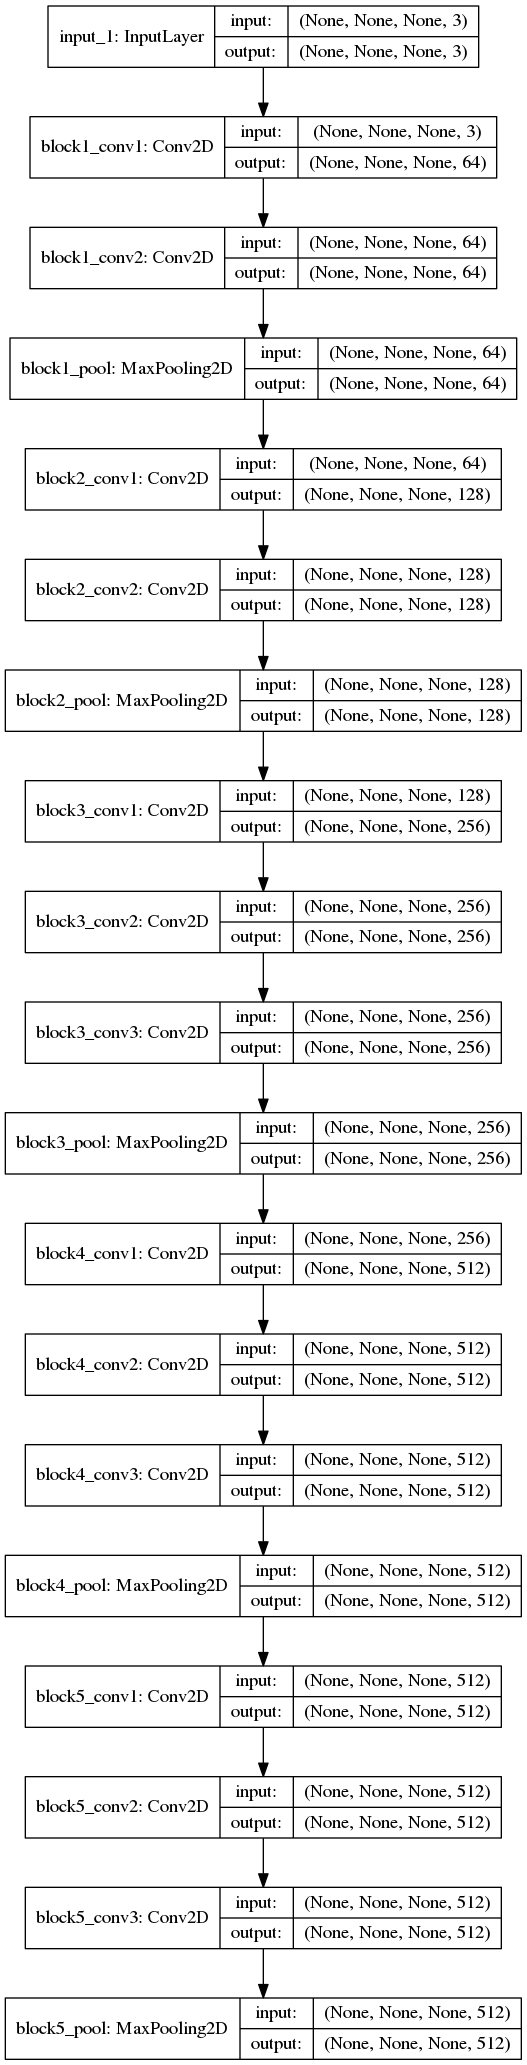 input_1: InputLayer
input: (None, None, None, 3)
output: (None, None, None, 3)
block1_conv1: Conv2D
input: (None, None, None, 3)
output: (None, None, None, 64)
block1_conv2: Conv2D
input: (None, None, None, 64)
output: (None, None, None, 64)
block1_pool: MaxPooling2D
input: (None, None, None, 64)
output: (None, None, None, 64)
block2_conv1: Conv2D
input: (None, None, None, 64)
output: (None, None, None, 128)
block2_conv2: Conv2D
input: (None, None, None, 128)
output: (None, None, None, 128)
block2_pool: MaxPooling2D
input: (None, None, None, 128)
output: (None, None, None, 128)
block3_conv1: Conv2D
input: (None, None, None, 128)
output: (None, None, None, 256)
block3_conv2: Conv2D
input: (None, None, None, 256)
output: (None, None, None, 256)
block3_conv3: Conv2D
input: (None, None, None, 256)
output: (None, None, None, 256)
block3_pool: MaxPooling2D
input: (None, None, None, 256)
output: (None, None, None, 256)
block4_conv1: Conv2D
input: (None, None, None, 256)
output: (None, None, None, 512)
block4_conv2: Conv2D
input: (None, None, None, 512)
output: (None, None, None, 512)
block4_conv3: Conv2D
input: (None, None, None, 512)
output: (None, None, None, 512)
block4_pool: MaxPooling2D
input: (None, None, None, 512)
output: (None, None, None, 512)
block5_conv1: Conv2D
input: (None, None, None, 512)
output: (None, None, None, 512)
block5_conv2: Conv2D
input: (None, None, None, 512)
output: (None, None, None, 512)
block5_conv3: Conv2D
input: (None, None, None, 512)
output: (None, None, None, 512)
block5_pool: MaxPooling2D
input: (None, None, None, 512)
output: (None, None, None, 512)